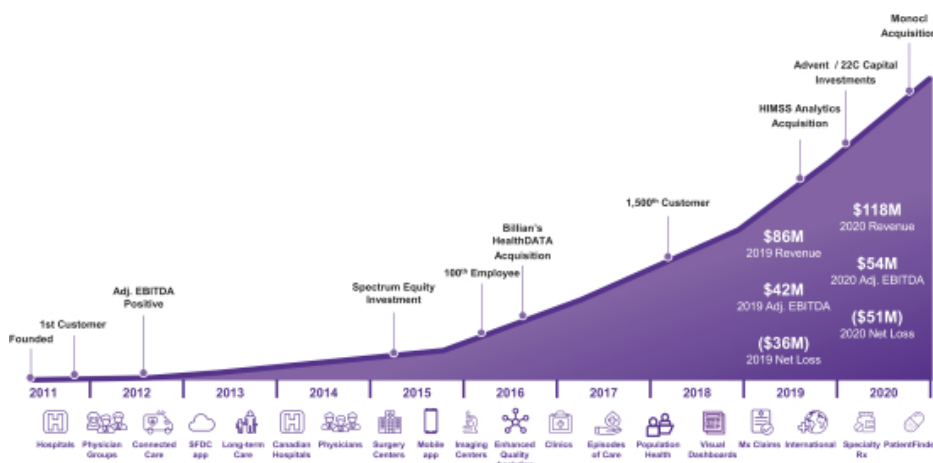 Monocl
Acquisition
Advent / 22C Capital
Investments
HIMSS Analytics
Acquisition
1,500th Customer
Billian's
HealthDATA
Acquisition
100th Employee
Spectrum Equity
Investment
Adj. EBITDA
Positive
1st Customer
Founded
$118M
2020 Revenue
$86M
2019 Revenue
$54M
2020 Adj. EBITDA
$42M
2019 Adj. EBITDA
($51M)
2020 Net Loss
($36M)
2019 Net Loss
2011 2012 2013 2014 2015 2016 2017 2018 2019 2020
Hospitals Physician Connected SFDC Long-term Canadian Physicians Surgery Mobile Imaging Enhanced Clinics Episodes Population Visual Mx Claims International Specialty PatientFinder
Groups Care app Care Hospitals Centers app Centers Quality of Care Health Dashboards Rx